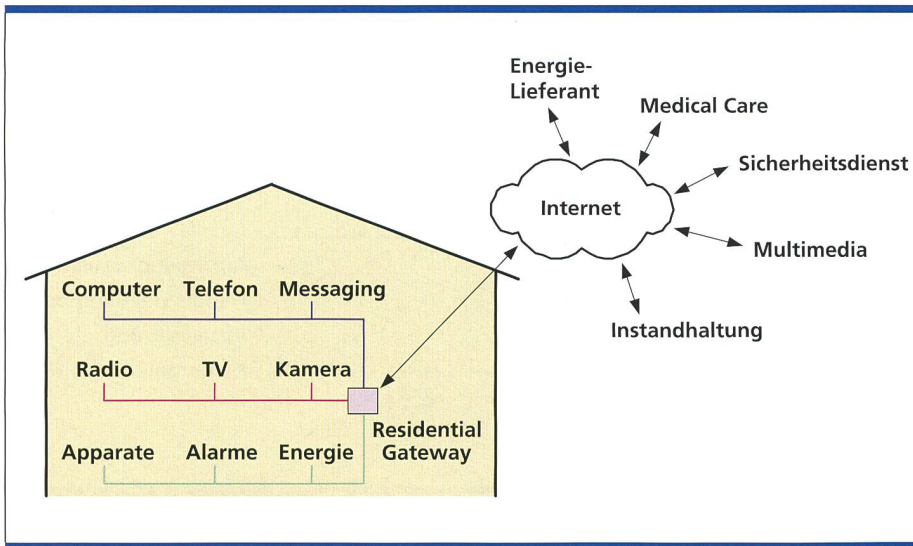 Energie-
Lieferant
Medical Care
Sicherheitsdienst
Internet
Multimedia
Instandhaltung
Computer Telefon Messaging
Radio TV Kamera
Residential
Gateway
Apparate Alarme Energie